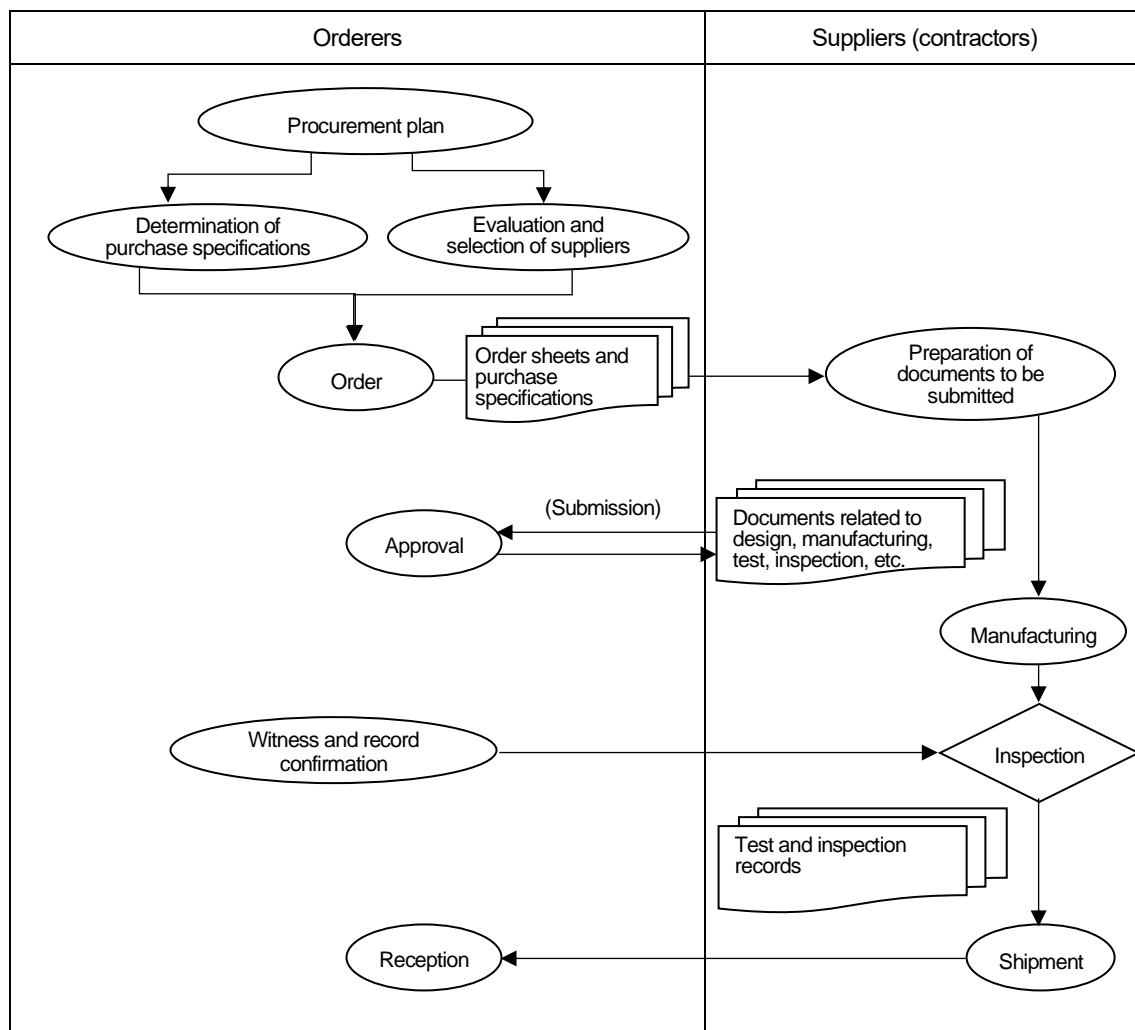 Orderers
Suppliers (contractors)
Procurement plan
Determination of
purchase specifications
Evaluation and
selection of suppliers
Order
Order sheets and
purchase
specifications
Preparation of
documents to be
submitted
(Submission)
Approval
Documents related to
design, manufacturing,
test, inspection, etc.
Manufacturing
Witness and record
confirmation
Inspection
Test and inspection
records
Reception
Shipment